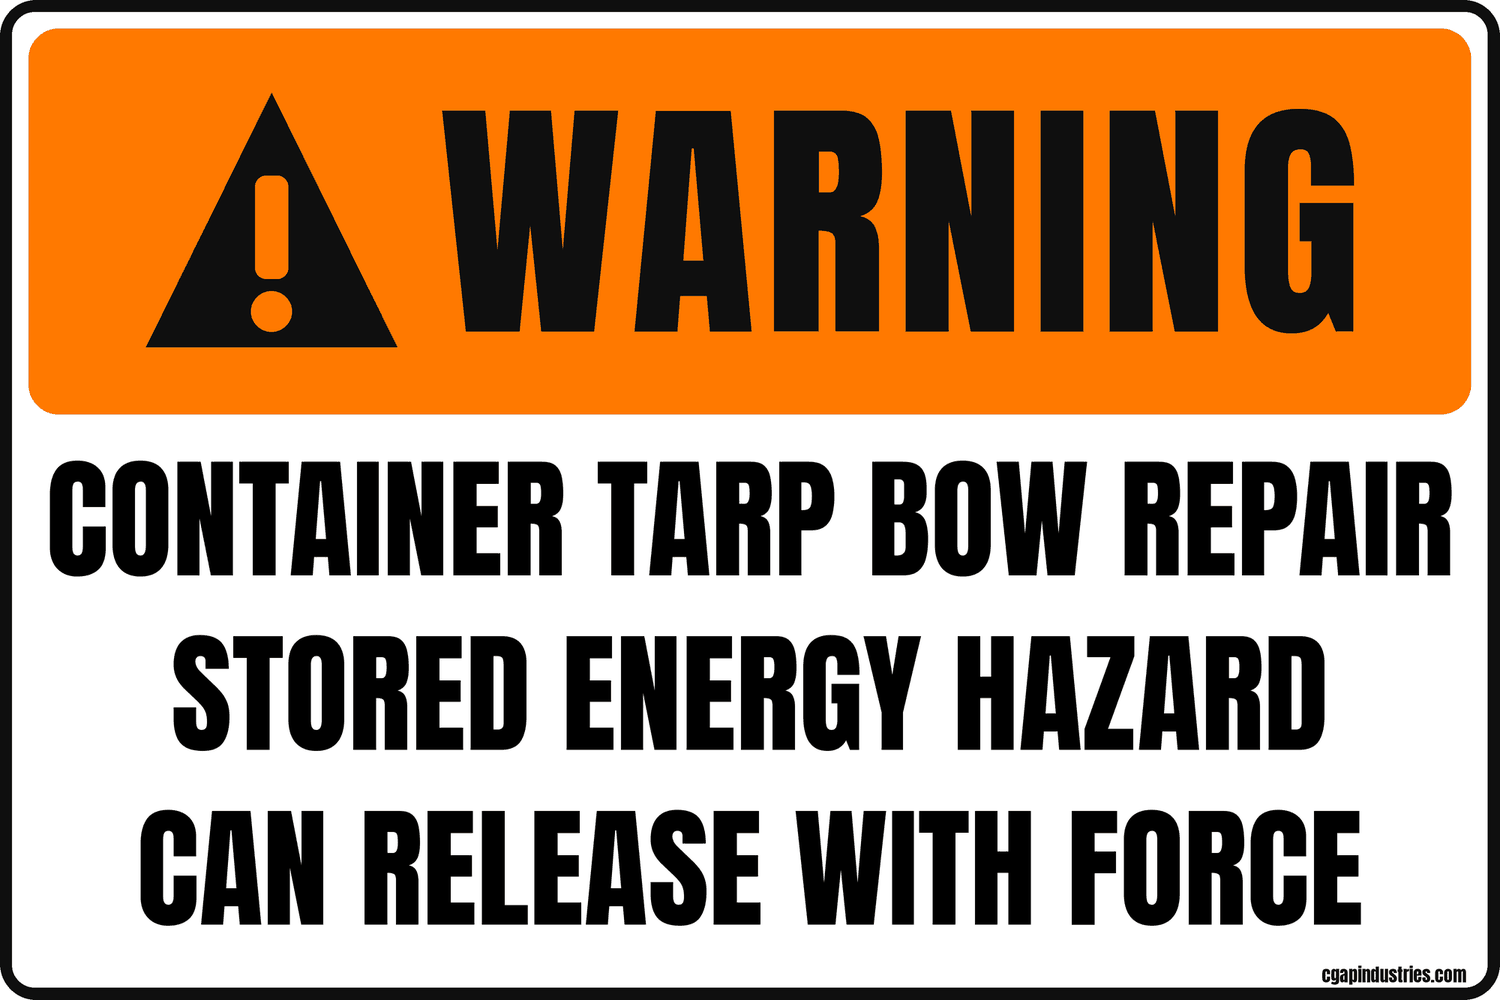 WARNING
CONTAINER TARP BOW REPAIR
STORED ENERGY HAZARD
CAN RELEASE WITH FORCE
cgapindustries.com